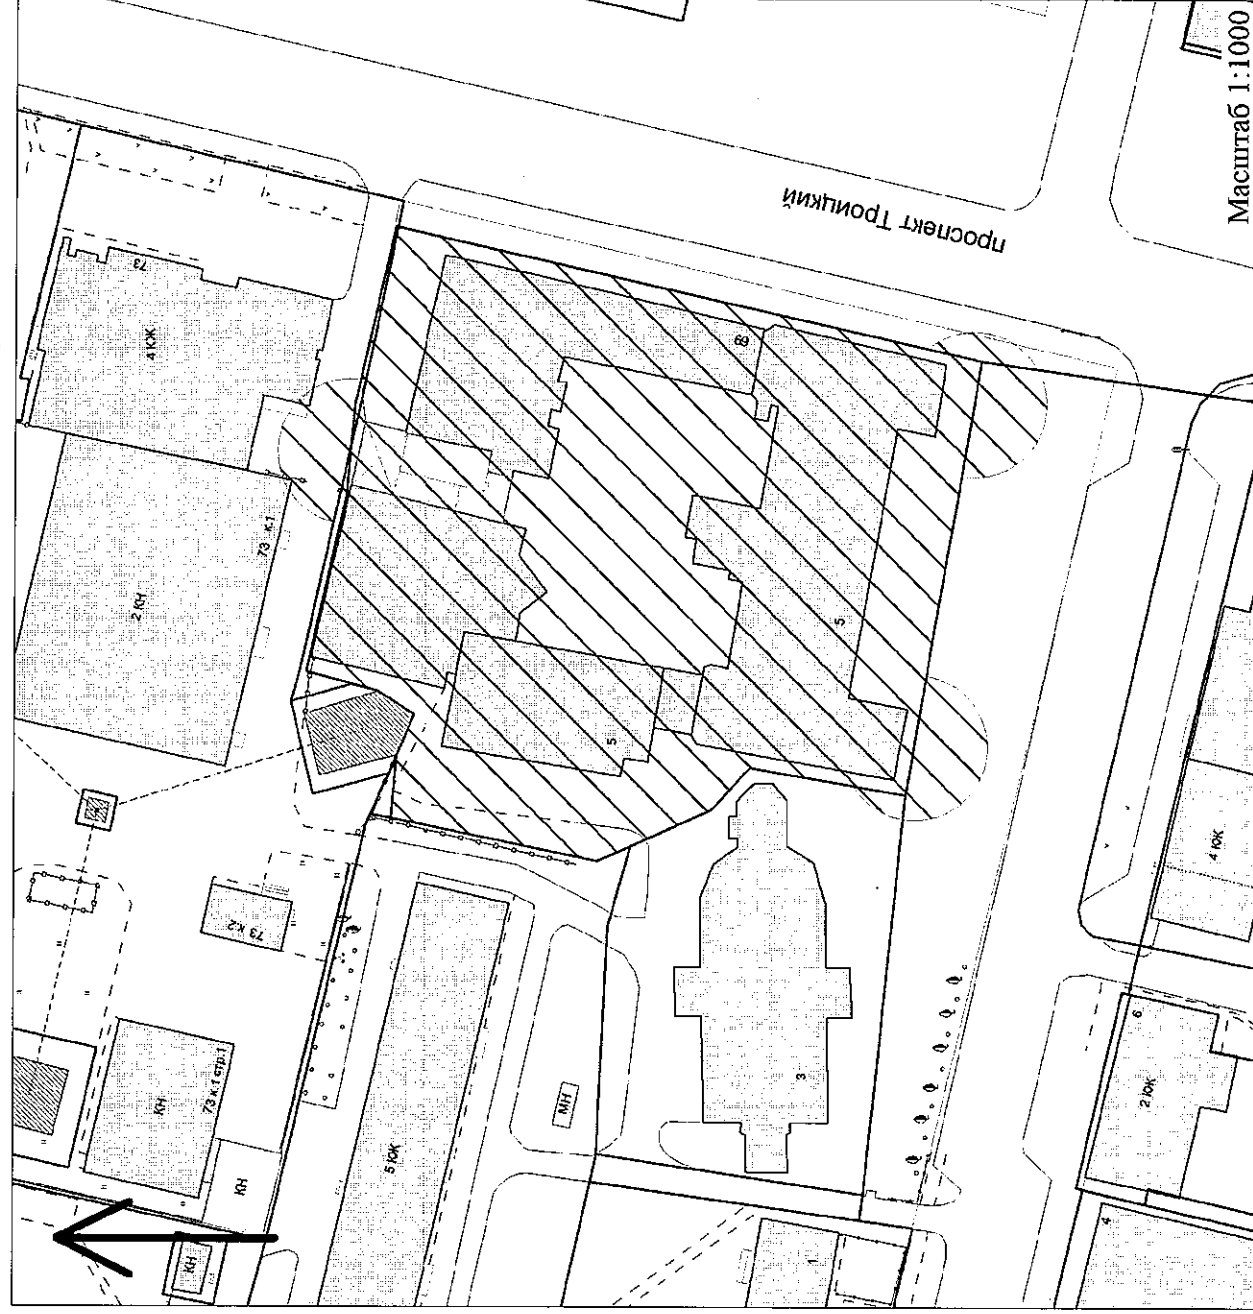 73
4 КЖ
2 КН
73 к.1
проспект Троицкий
69
5
5
73 к.2
КН
73 к.1 стр.1
КН
КН
5 КЖ
МН
3
1
4 КЖ
2 КЖ
6
4
Масштаб 1:1000